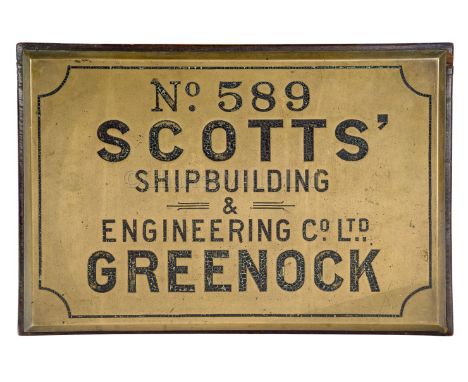 No. 589
SCOTTS'
SHIPBUILDING
&
ENGINEERING Co. LTD.
GREENOCK